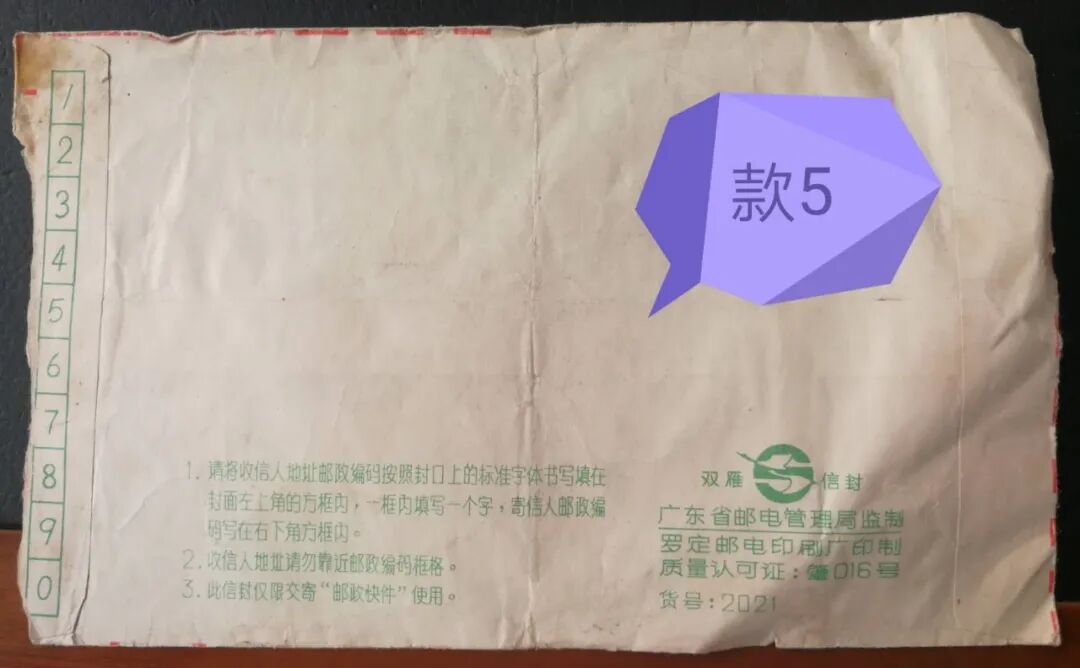 款5
1
2
3
4
5
6
7
8
9
0
1. 请将收信人地址邮政编码按照封口上的标准字体书写填在
封面左上角的方框内，一框内填写一个字，寄信人邮政编
码写在右下角方框内。
2. 收信人地址请勿靠近邮政编码框格。
3. 此信封仅限交寄“邮政快件”使用。
双雁 信封
广东省邮电管理局监制
罗定邮电印刷厂印制
质量认可证：肇016号
货号：2021